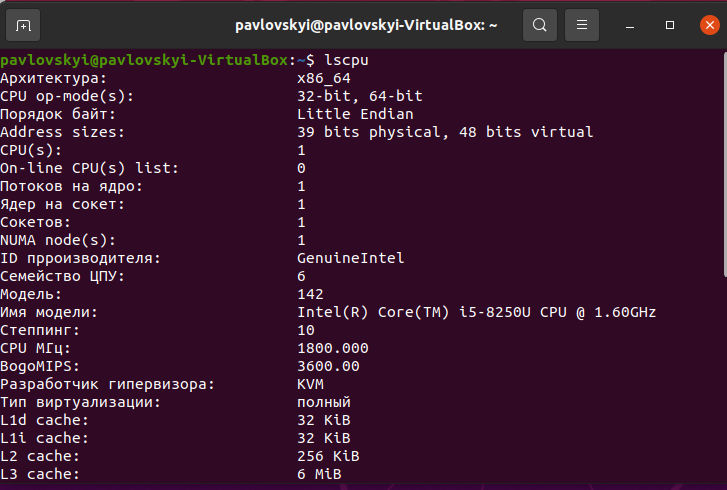 pavlovskyi@pavlovskyi-VirtualBox: ~
pavlovskyi@pavlovskyi-VirtualBox:~$ lscpu
Архитектура: x86_64
CPU op-mode(s): 32-bit, 64-bit
Порядок байт: Little Endian
Address sizes: 39 bits physical, 48 bits virtual
CPU(s): 1
On-line CPU(s) list: 0
Потоков на ядро: 1
Ядер на сокет: 1
Сокетов: 1
NUMA node(s): 1
ID прроизводителя: GenuineIntel
Семейство ЦПУ: 6
Модель: 142
Имя модели: Intel(R) Core(TM) i5-8250U CPU @ 1.60GHz
Степпинг: 10
CPU МГц: 1800.000
BogoMIPS: 3600.00
Разработчик гипервизора: KVM
Тип виртуализации: полный
L1d cache: 32 KiB
L1i cache: 32 KiB
L2 cache: 256 KiB
L3 cache: 6 MiB